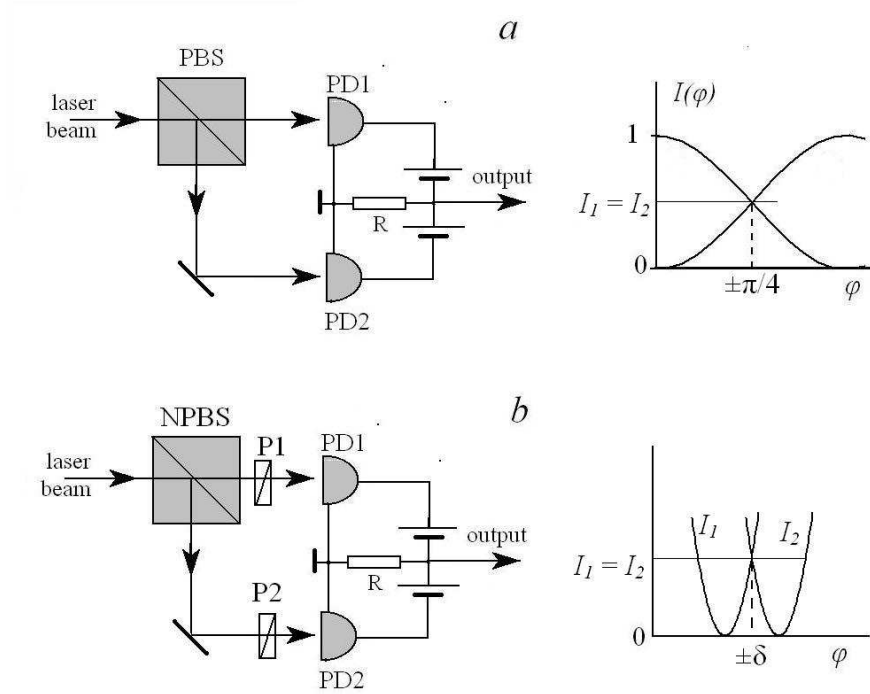 a
PBS
PD1
laser
beam
output
R
PD2
I(φ)
1
I₁ = I₂
0
±π/4
φ
b
NPBS
P1
PD1
laser
beam
output
R
P2
PD2
I₁
I₂
I₁ = I₂
0
±δ
φ